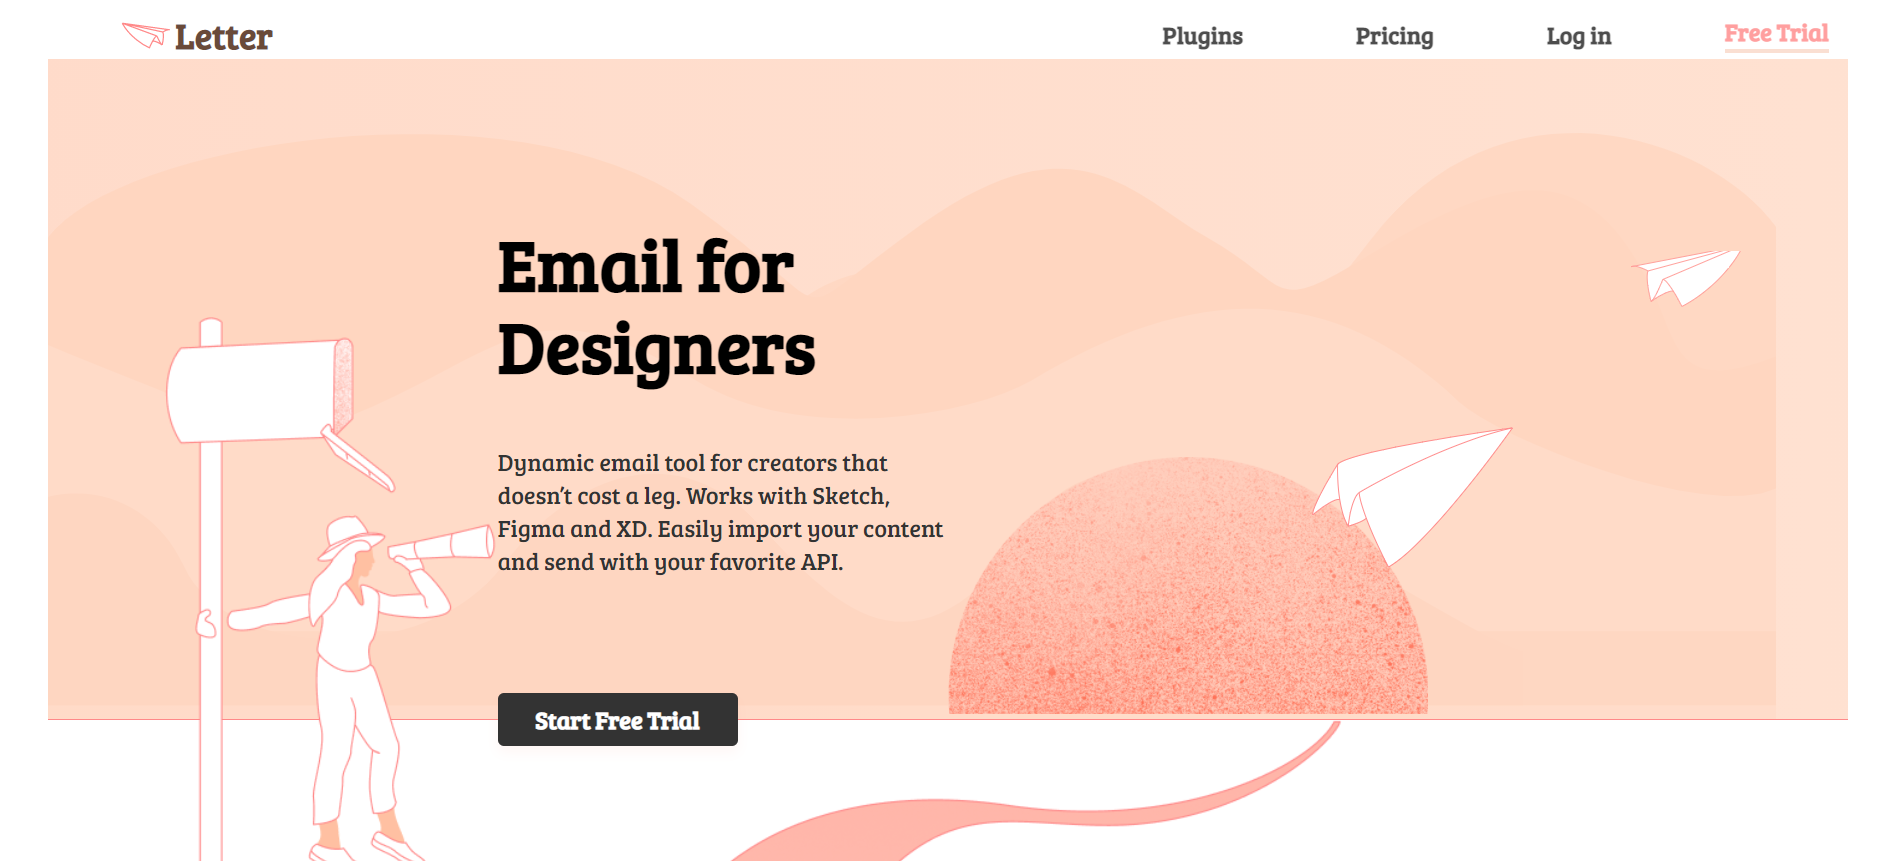 Letter
Plugins
Pricing
Log in
Free Trial
Email for
Designers
Dynamic email tool for creators that
doesn’t cost a leg. Works with Sketch,
Figma and XD. Easily import your content
and send with your favorite API.
Start Free Trial